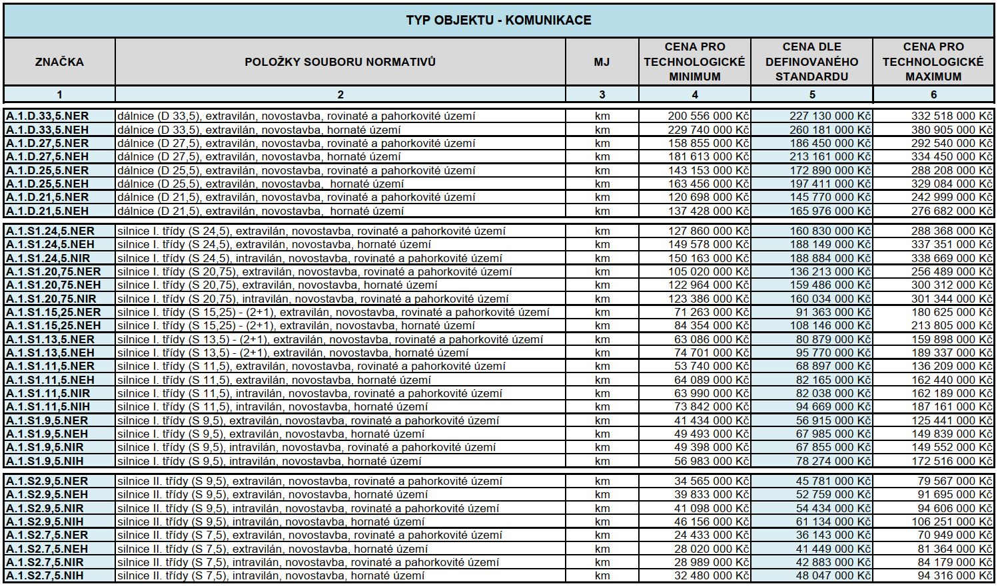 TYP OBJEKTU - KOMUNIKACE
ZNAČKA POLOŽKY SOUBORU NORMATIVŮ MJ CENA PRO TECHNOLOGICKÉ MINIMUM CENA DLE DEFINOVANÉHO STANDARDU CENA PRO TECHNOLOGICKÉ MAXIMUM
1 2 3 4 5 6
A.1.D.33,5.NER dálnice (D 33,5), extravilán, novostavba, rovinaté a pahorkovité území km 200 556 000 Kč 227 130 000 Kč 332 518 000 Kč
A.1.D.33,5.NEH dálnice (D 33,5), extravilán, novostavba, hornaté území km 229 740 000 Kč 260 181 000 Kč 380 905 000 Kč
A.1.D.27,5.NER dálnice (D 27,5), extravilán, novostavba, rovinaté a pahorkovité území km 158 855 000 Kč 186 450 000 Kč 292 540 000 Kč
A.1.D.27,5.NEH dálnice (D 27,5), extravilán, novostavba, hornaté území km 181 613 000 Kč 213 161 000 Kč 334 450 000 Kč
A.1.D.25,5.NER dálnice (D 25,5), extravilán, novostavba, rovinaté a pahorkovité území km 143 153 000 Kč 172 890 000 Kč 288 208 000 Kč
A.1.D.25,5.NEH dálnice (D 25,5), extravilán, novostavba, hornaté území km 163 456 000 Kč 197 411 000 Kč 329 084 000 Kč
A.1.D.21,5.NER dálnice (D 21,5), extravilán, novostavba, rovinaté a pahorkovité území km 120 698 000 Kč 145 770 000 Kč 242 999 000 Kč
A.1.D.21,5.NEH dálnice (D 21,5), extravilán, novostavba, hornaté území km 137 428 000 Kč 165 976 000 Kč 276 682 000 Kč
A.1.S1.24,5.NER silnice I. třídy (S 24,5), extravilán, novostavba, rovinaté a pahorkovité území km 127 860 000 Kč 160 830 000 Kč 288 368 000 Kč
A.1.S1.24,5.NEH silnice I. třídy (S 24,5), extravilán, novostavba, hornaté území km 149 578 000 Kč 188 149 000 Kč 337 351 000 Kč
A.1.S1.24,5.NIR silnice I. třídy (S 24,5), intravilán, novostavba, rovinaté a pahorkovité území km 150 163 000 Kč 188 884 000 Kč 338 669 000 Kč
A.1.S1.20,75.NER silnice I. třídy (S 20,75), extravilán, novostavba, rovinaté a pahorkovité území km 105 020 000 Kč 136 213 000 Kč 256 489 000 Kč
A.1.S1.20,75.NEH silnice I. třídy (S 20,75), extravilán, novostavba, hornaté území km 122 964 000 Kč 159 486 000 Kč 300 312 000 Kč
A.1.S1.20,75.NIR silnice I. třídy (S 20,75), intravilán, novostavba, rovinaté a pahorkovité území km 123 386 000 Kč 160 034 000 Kč 301 344 000 Kč
A.1.S1.15,25.NER silnice I. třídy (S 15,25) - (2+1), extravilán, novostavba, rovinaté a pahorkovité území km 71 263 000 Kč 91 363 000 Kč 180 625 000 Kč
A.1.S1.15,25.NEH silnice I. třídy (S 15,25) - (2+1), extravilán, novostavba, hornaté území km 84 354 000 Kč 108 146 000 Kč 213 805 000 Kč
A.1.S1.13,5.NER silnice I. třídy (S 13,5) - (2+1), extravilán, novostavba, rovinaté a pahorkovité území km 63 086 000 Kč 80 879 000 Kč 159 898 000 Kč
A.1.S1.13,5.NEH silnice I. třídy (S 13,5) - (2+1), extravilán, novostavba, hornaté území km 74 701 000 Kč 95 770 000 Kč 189 337 000 Kč
A.1.S1.11,5.NER silnice I. třídy (S 11,5), extravilán, novostavba, rovinaté a pahorkovité území km 53 740 000 Kč 68 897 000 Kč 136 209 000 Kč
A.1.S1.11,5.NEH silnice I. třídy (S 11,5), extravilán, novostavba, hornaté území km 64 089 000 Kč 82 165 000 Kč 162 440 000 Kč
A.1.S1.11,5.NIR silnice I. třídy (S 11,5), intravilán, novostavba, rovinaté a pahorkovité území km 63 990 000 Kč 82 038 000 Kč 162 189 000 Kč
A.1.S1.11,5.NIH silnice I. třídy (S 11,5), intravilán, novostavba, hornaté území km 73 842 000 Kč 94 669 000 Kč 187 161 000 Kč
A.1.S1.9,5.NER silnice I. třídy (S 9,5), extravilán, novostavba, rovinaté a pahorkovité území km 41 434 000 Kč 56 915 000 Kč 125 441 000 Kč
A.1.S1.9,5.NEH silnice I. třídy (S 9,5), extravilán, novostavba, hornaté území km 49 493 000 Kč 67 985 000 Kč 149 839 000 Kč
A.1.S1.9,5.NIR silnice I. třídy (S 9,5), intravilán, novostavba, rovinaté a pahorkovité území km 49 398 000 Kč 67 855 000 Kč 149 552 000 Kč
A.1.S1.9,5.NIH silnice I. třídy (S 9,5), intravilán, novostavba, hornaté území km 56 983 000 Kč 78 274 000 Kč 172 516 000 Kč
A.1.S2.9,5.NER silnice II. třídy (S 9,5), extravilán, novostavba, rovinaté a pahorkovité území km 34 565 000 Kč 45 781 000 Kč 79 567 000 Kč
A.1.S2.9,5.NEH silnice II. třídy (S 9,5), extravilán, novostavba, hornaté území km 39 833 000 Kč 52 759 000 Kč 91 695 000 Kč
A.1.S2.9,5.NIR silnice II. třídy (S 9,5), intravilán, novostavba, rovinaté a pahorkovité území km 41 098 000 Kč 54 434 000 Kč 94 606 000 Kč
A.1.S2.9,5.NIH silnice II. třídy (S 9,5), intravilán, novostavba, hornaté území km 46 156 000 Kč 61 134 000 Kč 106 251 000 Kč
A.1.S2.7,5.NER silnice II. třídy (S 7,5), extravilán, novostavba, rovinaté a pahorkovité území km 24 433 000 Kč 36 143 000 Kč 70 949 000 Kč
A.1.S2.7,5.NEH silnice II. třídy (S 7,5), extravilán, novostavba, hornaté území km 28 020 000 Kč 41 449 000 Kč 81 364 000 Kč
A.1.S2.7,5.NIR silnice II. třídy (S 7,5), intravilán, novostavba, rovinaté a pahorkovité území km 28 989 000 Kč 42 883 000 Kč 84 179 000 Kč
A.1.S2.7,5.NIH silnice II. třídy (S 7,5), intravilán, novostavba, hornaté území km 32 480 000 Kč 48 047 000 Kč 94 316 000 Kč